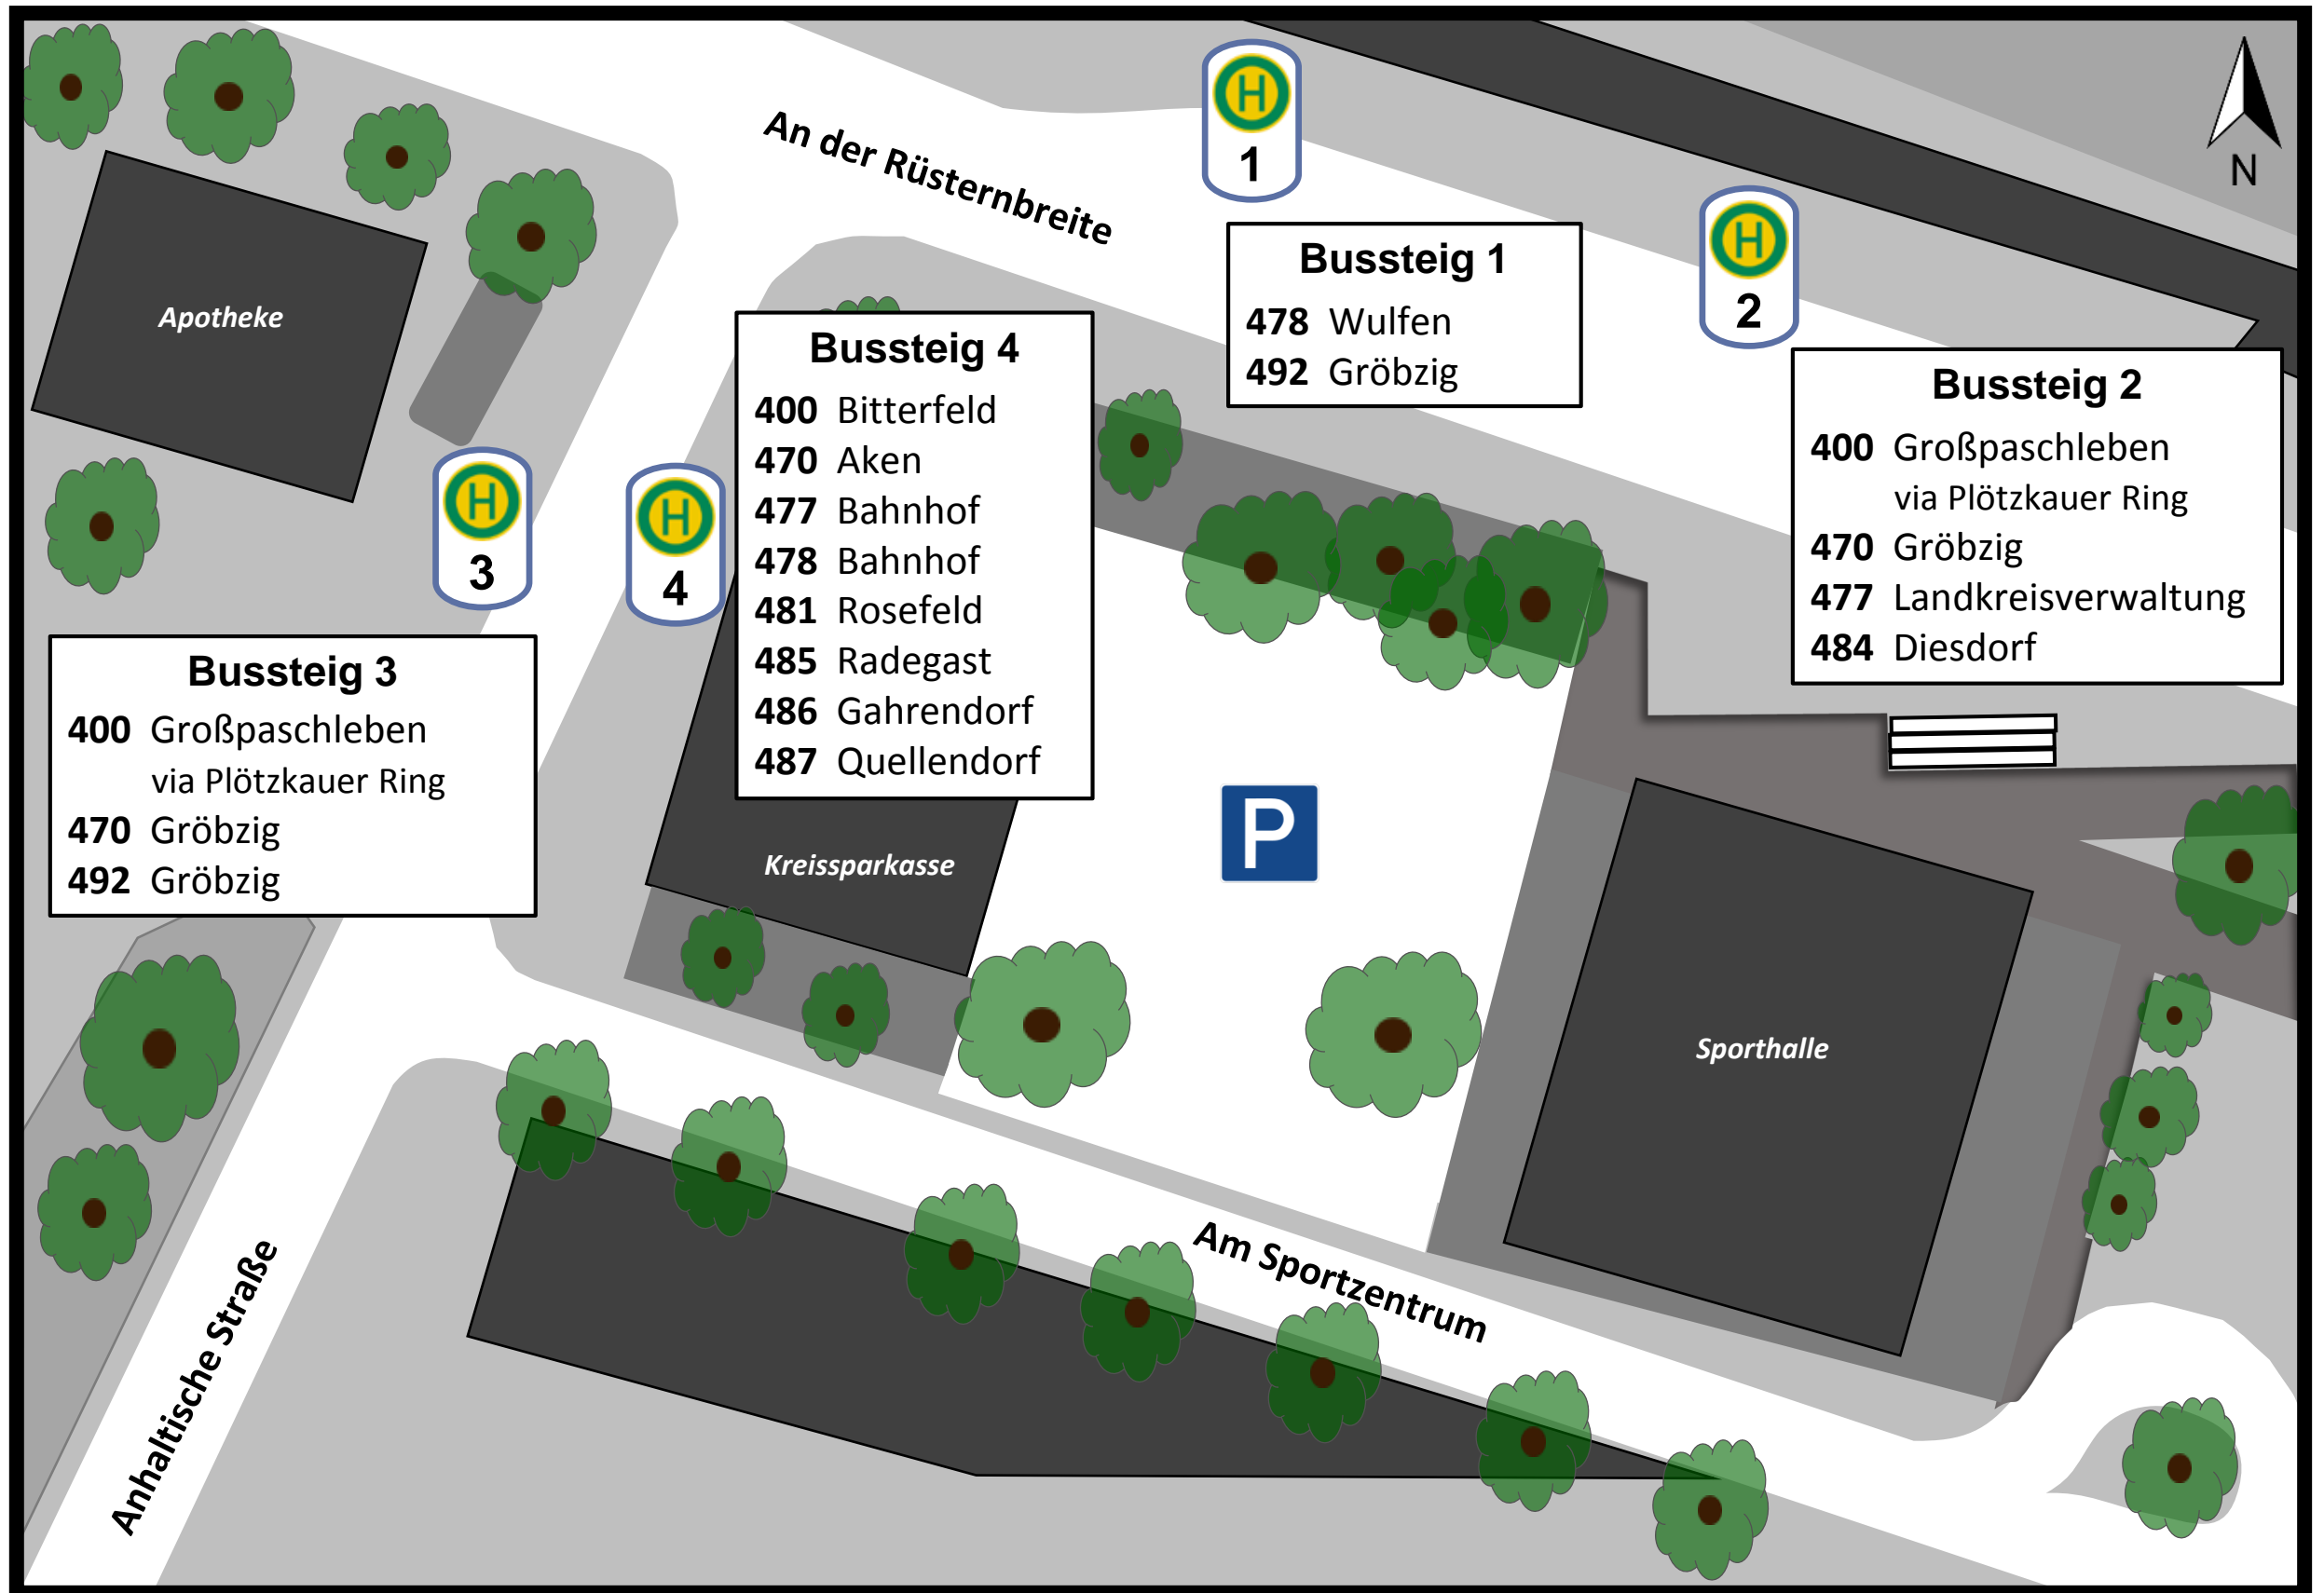 H
1
N
An der Rüsternbreite
H
2
Bussteig 1
478 Wulfen
492 Gröbzig
Apotheke
Bussteig 4
400 Bitterfeld
470 Aken
477 Bahnhof
478 Bahnhof
481 Rosefeld
485 Radegast
486 Gahrendorf
487 Quellendorf
Bussteig 2
400 Großpaschleben
via Plötzkauer Ring
470 Gröbzig
477 Landkreisverwaltung
484 Diesdorf
H
3
H
4
Bussteig 3
400 Großpaschleben
via Plötzkauer Ring
470 Gröbzig
492 Gröbzig
P
Kreissparkasse
Sporthalle
Am Sportzentrum
Anhaltische Straße